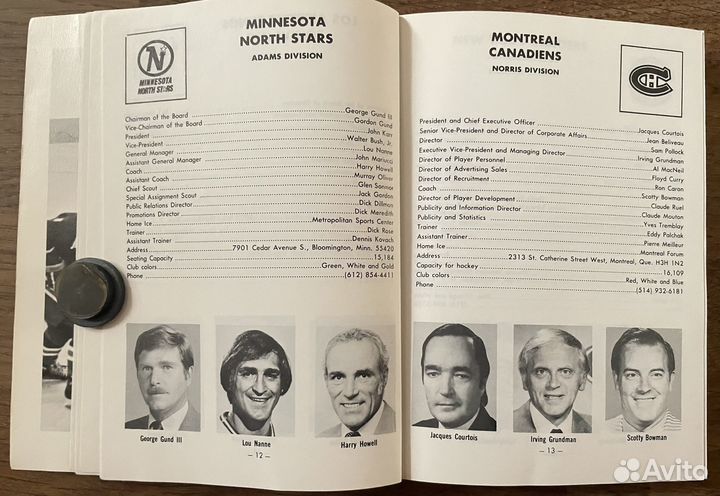 MINNESOTA
NORTH STARS
ADAMS DIVISION
MINNESOTA
NORTH STARS
Chairman of the Board George Gund III
Vice-Chairman of the Board Gordon Gund
President John Karr
Vice-President Walter Bush, Jr.
General Manager Lou Nanne
Assistant General Manager John Mariucci
Coach Harry Howell
Assistant Coach Murray Oliver
Chief Scout Glen Sonmor
Special Assignment Scout Jack Gordon
Public Relations Director Dick Dillman
Promotions Director Dick Meredith
Home Ice Metropolitan Sports Center
Trainer Dick Rose
Assistant Trainer Dennis Kovach
Address 7901 Cedar Avenue S., Bloomington, Minn. 55420
Seating Capacity 15,184
Club colors Green, White and Gold
Phone (612) 854-4411
George Gund III
Lou Nanne
Harry Howell
— 12 —
MONTREAL
CANADIENS
NORRIS DIVISION
President and Chief Executive Officer Jacques Courtois
Senior Vice-President and Director of Corporate Affairs Jean Beliveau
Director Sam Pollock
Executive Vice-President and Managing Director Irving Grundman
Director of Player Personnel Al MacNeil
Director of Advertising Sales Floyd Curry
Director of Recruitment Ron Caron
Coach Scotty Bowman
Director of Player Development Claude Ruel
Publicity and Information Director Claude Mouton
Publicity and Statistics Yves Tremblay
Trainer Eddy Palchak
Assistant Trainer Pierre Meilleur
Home Ice Montreal Forum
Address 2313 St. Catherine Street West, Montreal, Que. H3H 1N2
Capacity for hockey 16,109
Club colors Red, White and Blue
Phone (514) 932-6181
Jacques Courtois
Irving Grundman
Scotty Bowman
— 13 —
Avito